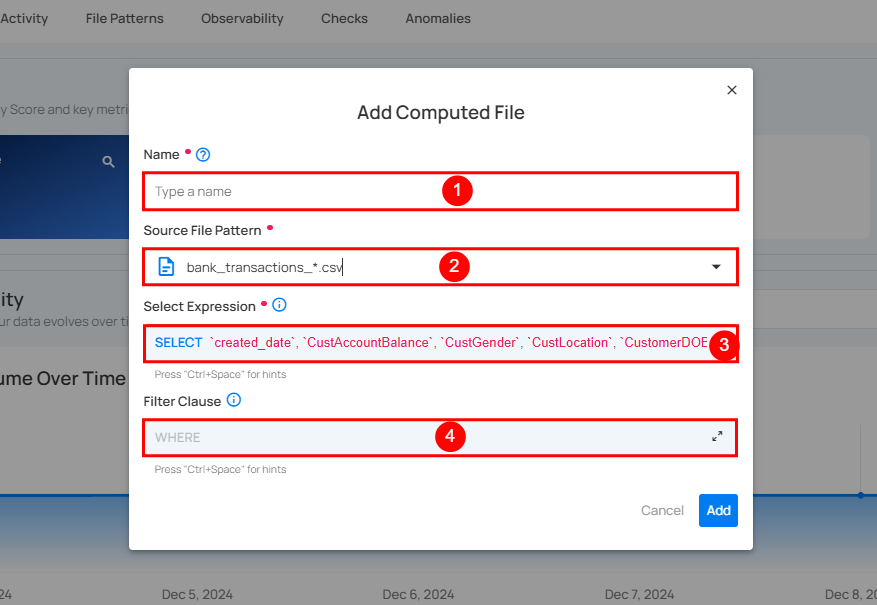 Activity File Patterns Observability Checks Anomalies
y Score and key metri
Add Computed File
Name
Type a name
1
Source File Pattern
bank_transactions_*.csv
2
ity
Select Expression
ur data evolves over ti
SELECT `created_date`, `CustAccountBalance`, `CustGender`, `CustLocation`, `CustomerDOB
3
Press "Ctrl+Space" for hints
ume Over Time
Filter Clause
WHERE
4
Press "Ctrl+Space" for hints
Cancel Add
24 Dec 5, 2024 Dec 6, 2024 Dec 7, 2024 Dec 8, 20